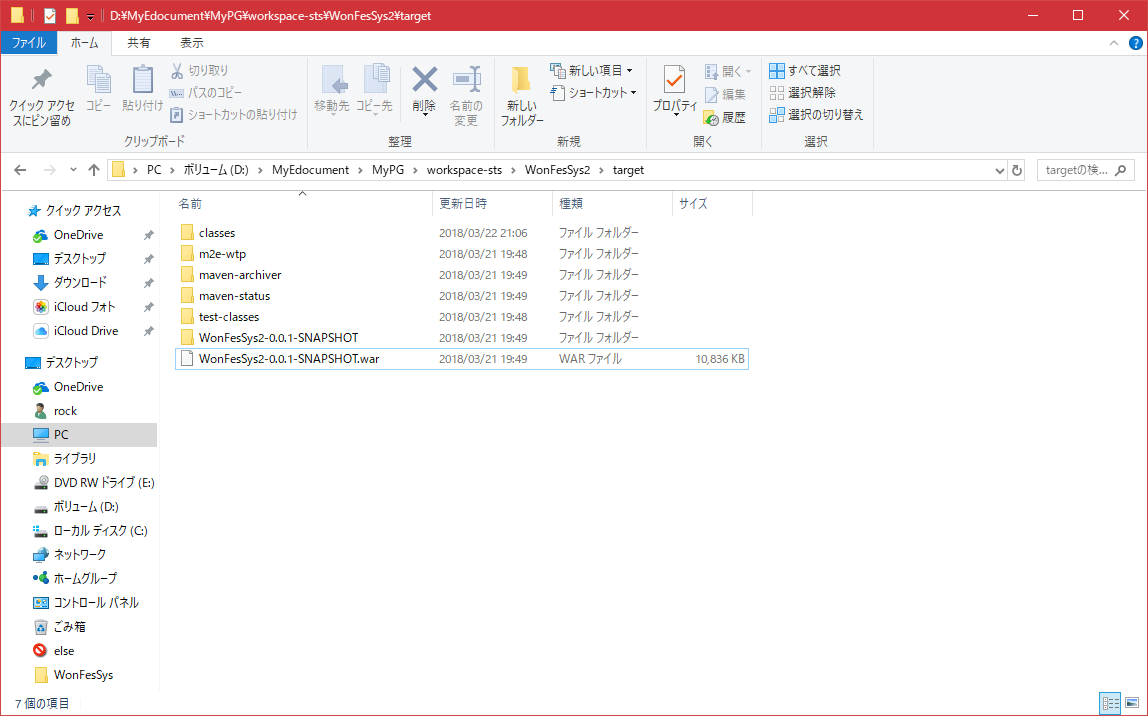 D:¥MyEdocument¥MyPG¥workspace-sts¥WonFesSys2¥target
ファイル ホーム 共有 表示
クイック アクセスにピン留め
コピー
貼り付け
切り取り
パスのコピー
ショートカットの貼り付け
クリップボード
移動先
コピー先
削除
名前の変更
整理
新しいフォルダー
新しい項目
ショートカット
新規
プロパティ
開く
編集
履歴
開く
すべて選択
選択解除
選択の切り替え
選択
PC › ボリューム (D:) › MyEdocument › MyPG › workspace-sts › WonFesSys2 › target
targetの検...
名前 更新日時 種類 サイズ
classes 2018/03/22 21:06 ファイル フォルダー
m2e-wtp 2018/03/21 19:48 ファイル フォルダー
maven-archiver 2018/03/21 19:49 ファイル フォルダー
maven-status 2018/03/21 19:49 ファイル フォルダー
test-classes 2018/03/21 19:48 ファイル フォルダー
WonFesSys2-0.0.1-SNAPSHOT 2018/03/21 19:49 ファイル フォルダー
WonFesSys2-0.0.1-SNAPSHOT.war 2018/03/21 19:49 WAR ファイル 10,836 KB
クイック アクセス
OneDrive
デスクトップ
ダウンロード
iCloud フォト
iCloud Drive
デスクトップ
OneDrive
rock
PC
ライブラリ
DVD RW ドライブ (E:)
ボリューム (D:)
ローカル ディスク (C:)
ネットワーク
ホームグループ
コントロール パネル
ごみ箱
else
WonFesSys
7 個の項目